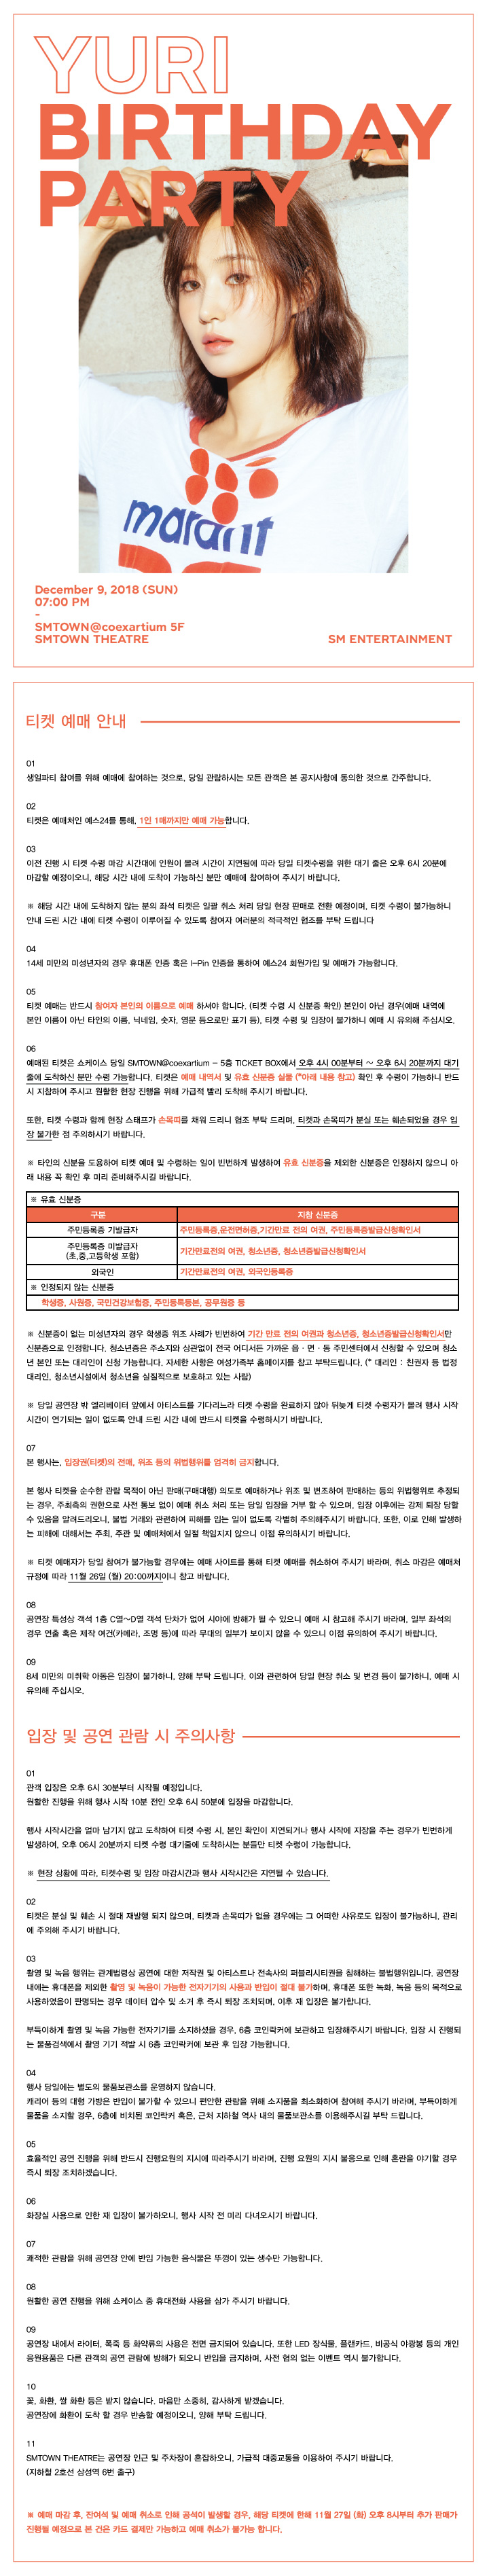 YURI
BIRTHDAY
PARTY
marant
December 9, 2018 (SUN)
07:00 PM
-
SMTOWN@coexartium 5F
SMTOWN THEATRE
SM ENTERTAINMENT
티켓 예매 안내
01
생일파티 참여를 위해 예매에 참여하는 것으로, 당일 관람하시는 모든 관객은 본 공지사항에 동의한 것으로 간주합니다.
02
티켓은 예매처인 예스24를 통해, 1인 1매까지만 예매 가능합니다.
03
이전 진행 시 티켓 수령 마감 시간대에 인원이 몰려 시간이 지연됨에 따라 당일 티켓수령을 위한 대기 줄은 오후 6시 20분에
마감할 예정이오니, 해당 시간 내에 도착이 가능하신 분만 예매에 참여하여 주시기 바랍니다.
※ 해당 시간 내에 도착하지 않는 분의 좌석 티켓은 일괄 취소 처리 당일 현장 판매로 전환 예정이며, 티켓 수령이 불가능하니
안내 드린 시간 내에 티켓 수령이 이루어질 수 있도록 참여자 여러분의 적극적인 협조를 부탁 드립니다
04
14세 미만의 미성년자의 경우 휴대폰 인증 혹은 I-Pin 인증을 통하여 예스24 회원가입 및 예매가 가능합니다.
05
티켓 예매는 반드시 참여자 본인의 이름으로 예매 하셔야 합니다. (티켓 수령 시 신분증 확인) 본인이 아닌 경우(예매 내역에
본인 이름이 아닌 타인의 이름, 닉네임, 숫자, 영문 등으로만 표기 등), 티켓 수령 및 입장이 불가하니 예매 시 유의해 주십시오.
06
예매된 티켓은 쇼케이스 당일 SMTOWN@coexartium – 5층 TICKET BOX에서 오후 4시 00분부터 ~ 오후 6시 20분까지 대기
줄에 도착하신 분만 수령 가능합니다. 티켓은 예매 내역서 및 유효 신분증 실물 (*아래 내용 참고) 확인 후 수령이 가능하니 반드
시 지참하여 주시고 원활한 현장 진행을 위해 가급적 빨리 도착해 주시기 바랍니다.
또한, 티켓 수령과 함께 현장 스태프가 손목띠를 채워 드리니 협조 부탁 드리며, 티켓과 손목띠가 분실 또는 훼손되었을 경우 입
장 불가한 점 주의하시기 바랍니다.
※ 타인의 신분을 도용하여 티켓 예매 및 수령하는 일이 빈번하게 발생하여 유효 신분증을 제외한 신분증은 인정하지 않으니 아
래 내용 꼭 확인 후 미리 준비해주시길 바랍니다.
※ 유효 신분증
구분 지참 신분증
주민등록증 기발급자 주민등록증,운전면허증,기간만료 전의 여권, 주민등록증발급신청확인서
주민등록증 미발급자
(초,중,고등학생 포함) 기간만료전의 여권, 청소년증, 청소년증발급신청확인서
외국인 기간만료전의 여권, 외국인등록증
※ 인정되지 않는 신분증
학생증, 사원증, 국민건강보험증, 주민등록등본, 공무원증 등
※ 신분증이 없는 미성년자의 경우 학생증 위조 사례가 빈번하여 기간 만료 전의 여권과 청소년증, 청소년증발급신청확인서만
신분증으로 인정합니다. 청소년증은 주소지와 상관없이 전국 어디서든 가까운 읍 · 면 · 동 주민센터에서 신청할 수 있으며 청소
년 본인 또는 대리인이 신청 가능합니다. 자세한 사항은 여성가족부 홈페이지를 참고 부탁드립니다. (* 대리인 : 친권자 등 법정
대리인, 청소년시설에서 청소년을 실질적으로 보호하고 있는 사람)
※ 당일 공연장 밖 엘리베이터 앞에서 아티스트를 기다리느라 티켓 수령을 완료하지 않아 뒤늦게 티켓 수령자가 몰려 행사 시작
시간이 연기되는 일이 없도록 안내 드린 시간 내에 반드시 티켓을 수령하시기 바랍니다.
07
본 행사는, 입장권(티켓)의 전매, 위조 등의 위법행위를 엄격히 금지합니다.
본 행사 티켓을 순수한 관람 목적이 아닌 판매(구매대행) 의도로 예매하거나 위조 및 변조하여 판매하는 등의 위법행위로 추정되
는 경우, 주최측의 권한으로 사전 통보 없이 예매 취소 처리 또는 당일 입장을 거부 할 수 있으며, 입장 이후에는 강제 퇴장 당할
수 있음을 알려드리오니, 불법 거래와 관련하여 피해를 입는 일이 없도록 각별히 주의해주시기 바랍니다. 또한, 이로 인해 발생하
는 피해에 대해서는 주최, 주관 및 예매처에서 일절 책임지지 않으니 이점 유의하시기 바랍니다.
※ 티켓 예매자가 당일 참여가 불가능할 경우에는 예매 사이트를 통해 티켓 예매를 취소하여 주시기 바라며, 취소 마감은 예매처
규정에 따라 11월 26일 (월) 20:00까지이니 참고 바랍니다.
08
공연장 특성상 객석 1층 C열~D열 객석 단차가 없어 시야에 방해가 될 수 있으니 예매 시 참고해 주시기 바라며, 일부 좌석의
경우 연출 혹은 제작 여건(카메라, 조명 등)에 따라 무대의 일부가 보이지 않을 수 있으니 이점 유의하여 주시기 바랍니다.
09
8세 미만의 미취학 아동은 입장이 불가하니, 양해 부탁 드립니다. 이와 관련하여 당일 현장 취소 및 변경 등이 불가하니, 예매 시
유의해 주십시오.
입장 및 공연 관람 시 주의사항
01
관객 입장은 오후 6시 30분부터 시작될 예정입니다.
원활한 진행을 위해 행사 시작 10분 전인 오후 6시 50분에 입장을 마감합니다.
행사 시작시간을 얼마 남기지 않고 도착하여 티켓 수령 시, 본인 확인이 지연되거나 행사 시작에 지장을 주는 경우가 빈번하게
발생하여, 오후 06시 20분까지 티켓 수령 대기줄에 도착하시는 분들만 티켓 수령이 가능합니다.
※ 현장 상황에 따라, 티켓수령 및 입장 마감시간과 행사 시작시간은 지연될 수 있습니다.
02
티켓은 분실 및 훼손 시 절대 재발행 되지 않으며, 티켓과 손목띠가 없을 경우에는 그 어떠한 사유로도 입장이 불가능하니, 관리
에 주의해 주시기 바랍니다.
03
촬영 및 녹음 행위는 관계법령상 공연에 대한 저작권 및 아티스트나 전속사의 퍼블리시티권을 침해하는 불법행위입니다. 공연장
내에는 휴대폰을 제외한 촬영 및 녹음이 가능한 전자기기의 사용과 반입이 절대 불가하며, 휴대폰 또한 녹화, 녹음 등의 목적으로
사용하였음이 판명되는 경우 데이터 압수 및 소거 후 즉시 퇴장 조치되며, 이후 재 입장은 불가합니다.
부득이하게 촬영 및 녹음 가능한 전자기기를 소지하셨을 경우, 6층 코인락커에 보관하고 입장해주시기 바랍니다. 입장 시 진행되
는 물품검색에서 촬영 기기 적발 시 6층 코인락커에 보관 후 입장 가능합니다.
04
행사 당일에는 별도의 물품보관소를 운영하지 않습니다.
캐리어 등의 대형 가방은 반입이 불가할 수 있으니 편안한 관람을 위해 소지품을 최소화하여 참여해 주시기 바라며, 부득이하게
물품을 소지할 경우, 6층에 비치된 코인락커 혹은, 근처 지하철 역사 내의 물품보관소를 이용해주시길 부탁 드립니다.
05
효율적인 공연 진행을 위해 반드시 진행요원의 지시에 따라주시기 바라며, 진행 요원의 지시 불응으로 인해 혼란을 야기할 경우
즉시 퇴장 조치하겠습니다.
06
화장실 사용으로 인한 재 입장이 불가하오니, 행사 시작 전 미리 다녀오시기 바랍니다.
07
쾌적한 관람을 위해 공연장 안에 반입 가능한 음식물은 뚜껑이 있는 생수만 가능합니다.
08
원활한 공연 진행을 위해 쇼케이스 중 휴대전화 사용을 삼가 주시기 바랍니다.
09
공연장 내에서 라이터, 폭죽 등 화약류의 사용은 전면 금지되어 있습니다. 또한 LED 장식물, 플랜카드, 비공식 야광봉 등의 개인
응원용품은 다른 관객의 공연 관람에 방해가 되오니 반입을 금지하며, 사전 협의 없는 이벤트 역시 불가합니다.
10
꽃, 화환, 쌀 화환 등은 받지 않습니다. 마음만 소중히, 감사하게 받겠습니다.
공연장에 화환이 도착 할 경우 반송할 예정이오니, 양해 부탁 드립니다.
11
SMTOWN THEATRE는 공연장 인근 및 주차장이 혼잡하오니, 가급적 대중교통을 이용하여 주시기 바랍니다.
(지하철 2호선 삼성역 6번 출구)
※ 예매 마감 후, 잔여석 및 예매 취소로 인해 공석이 발생할 경우, 해당 티켓에 한해 11월 27일 (화) 오후 8시부터 추가 판매가
진행될 예정으로 본 건은 카드 결제만 가능하고 예매 취소가 불가능 합니다.